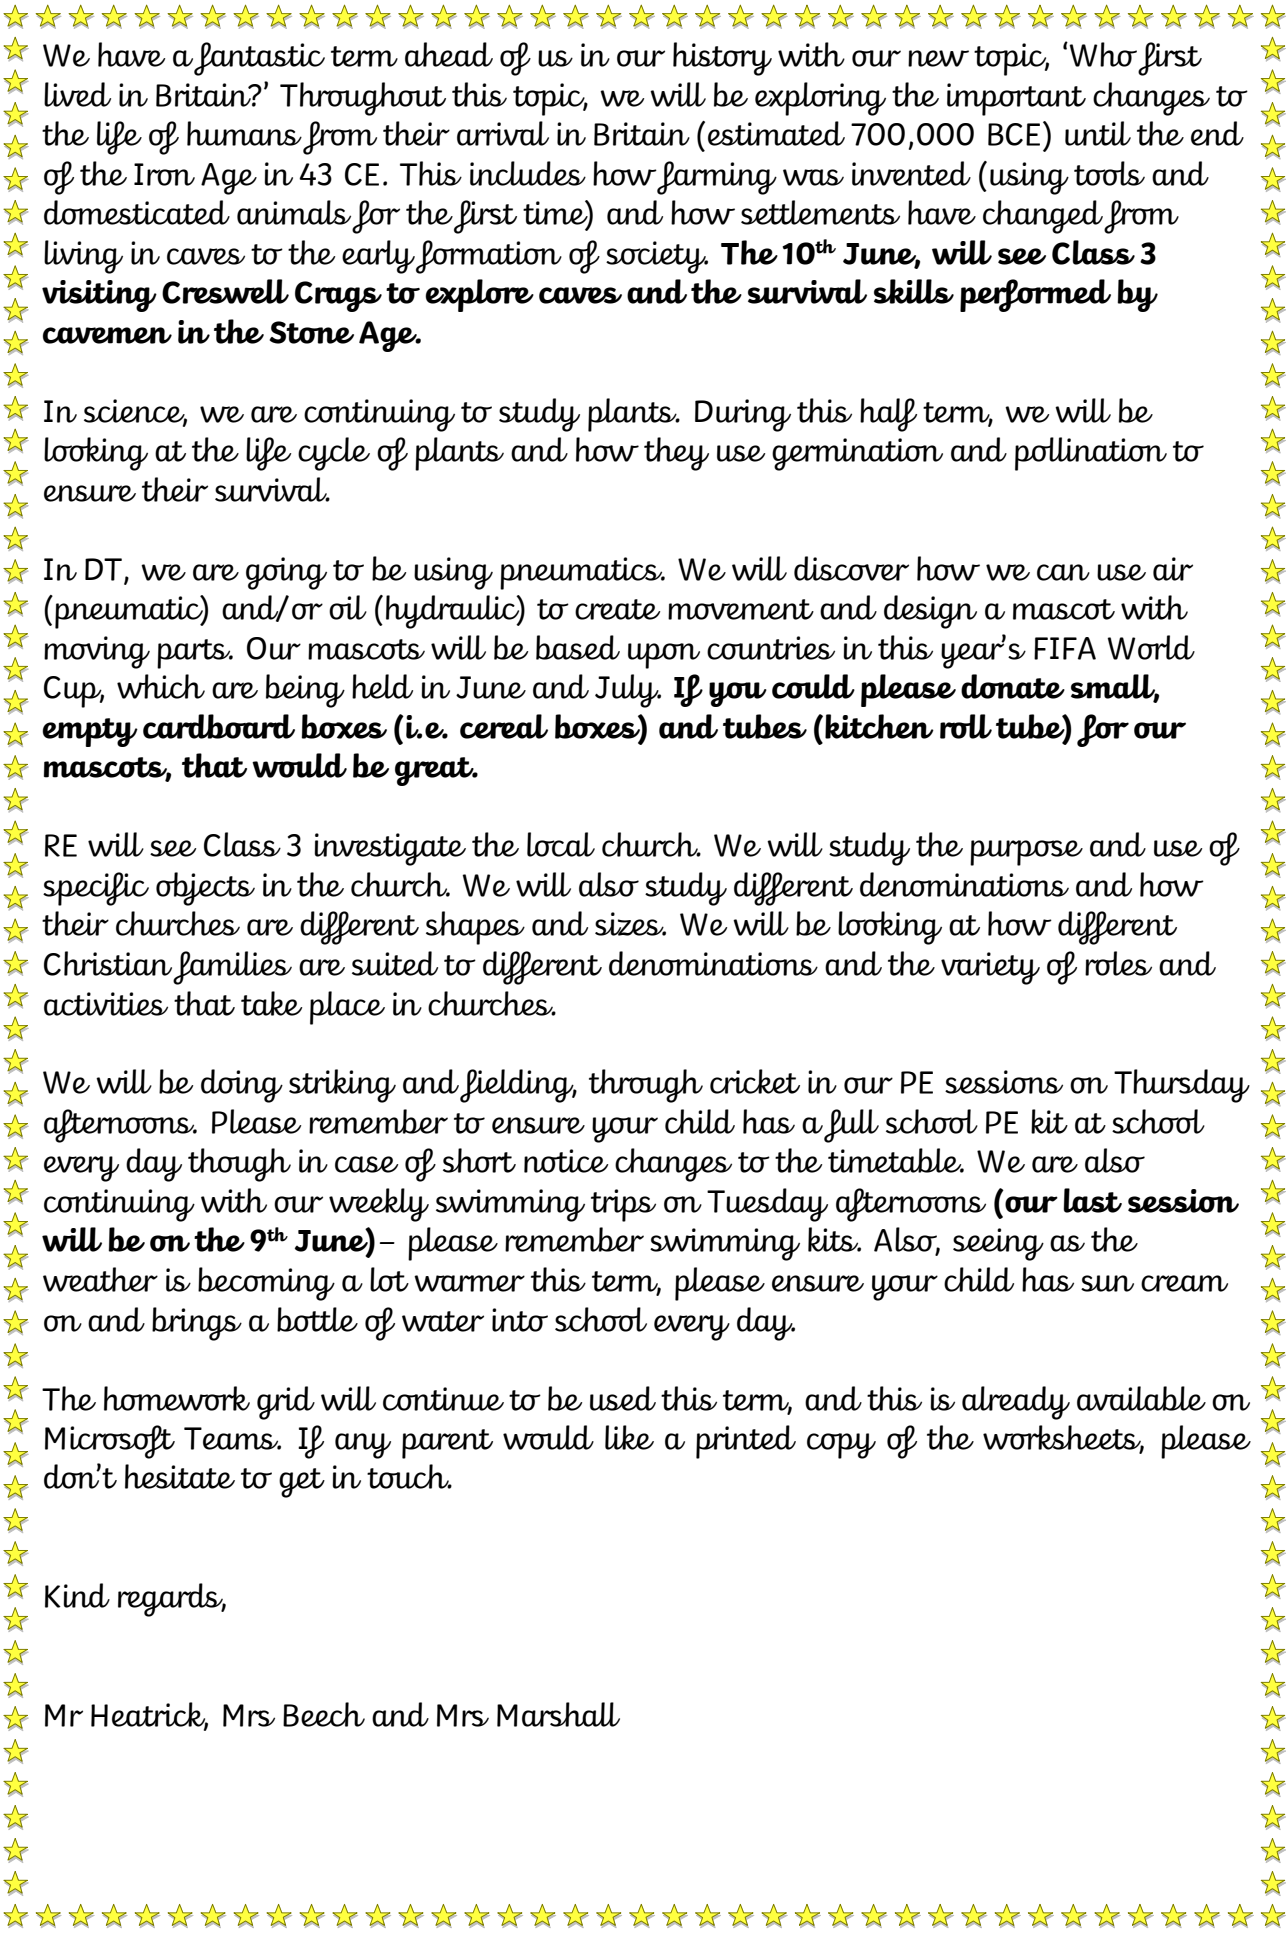 We have a fantastic term ahead of us in our history with our new topic, ‘Who first
lived in Britain?’ Throughout this topic, we will be exploring the important changes to
the life of humans from their arrival in Britain (estimated 700,000 BCE) until the end
of the Iron Age in 43 CE. This includes how farming was invented (using tools and
domesticated animals for the first time) and how settlements have changed from
living in caves to the early formation of society. The 10th June, will see Class 3
visiting Creswell Crags to explore caves and the survival skills performed by
cavemen in the Stone Age.
In science, we are continuing to study plants. During this half term, we will be
looking at the life cycle of plants and how they use germination and pollination to
ensure their survival.
In DT, we are going to be using pneumatics. We will discover how we can use air
(pneumatic) and/or oil (hydraulic) to create movement and design a mascot with
moving parts. Our mascots will be based upon countries in this year’s FIFA World
Cup, which are being held in June and July. If you could please donate small,
empty cardboard boxes (i.e. cereal boxes) and tubes (kitchen roll tube) for our
mascots, that would be great.
RE will see Class 3 investigate the local church. We will study the purpose and use of
specific objects in the church. We will also study different denominations and how
their churches are different shapes and sizes. We will be looking at how different
Christian families are suited to different denominations and the variety of roles and
activities that take place in churches.
We will be doing striking and fielding, through cricket in our PE sessions on Thursday
afternoons. Please remember to ensure your child has a full school PE kit at school
every day though in case of short notice changes to the timetable. We are also
continuing with our weekly swimming trips on Tuesday afternoons (our last session
will be on the 9th June)– please remember swimming kits. Also, seeing as the
weather is becoming a lot warmer this term, please ensure your child has sun cream
on and brings a bottle of water into school every day.
The homework grid will continue to be used this term, and this is already available on
Microsoft Teams. If any parent would like a printed copy of the worksheets, please
don’t hesitate to get in touch.
Kind regards,
Mr Heatrick, Mrs Beech and Mrs Marshall